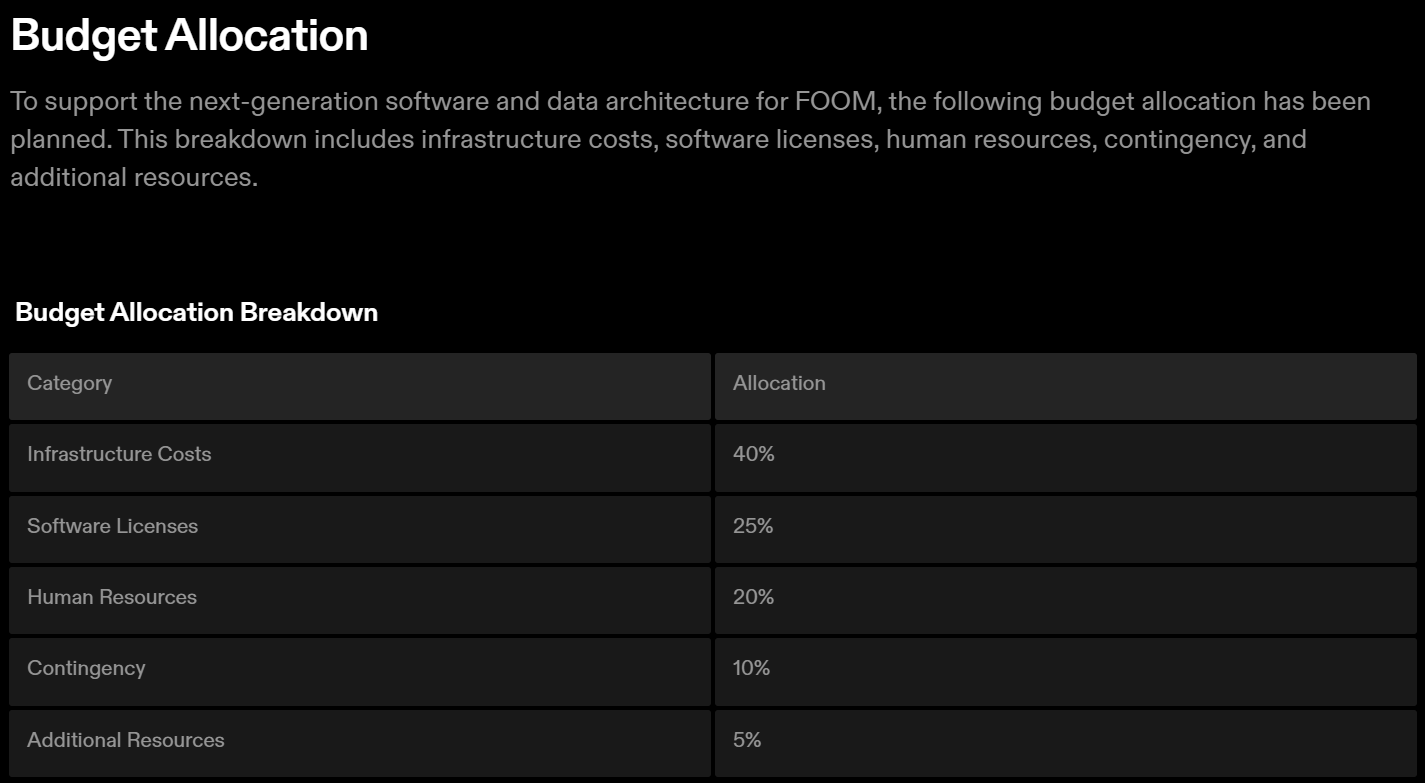 Budget Allocation
To support the next-generation software and data architecture for FOOM, the following budget allocation has been
planned. This breakdown includes infrastructure costs, software licenses, human resources, contingency, and
additional resources.
Budget Allocation Breakdown
Category Allocation
Infrastructure Costs 40%
Software Licenses 25%
Human Resources 20%
Contingency 10%
Additional Resources 5%